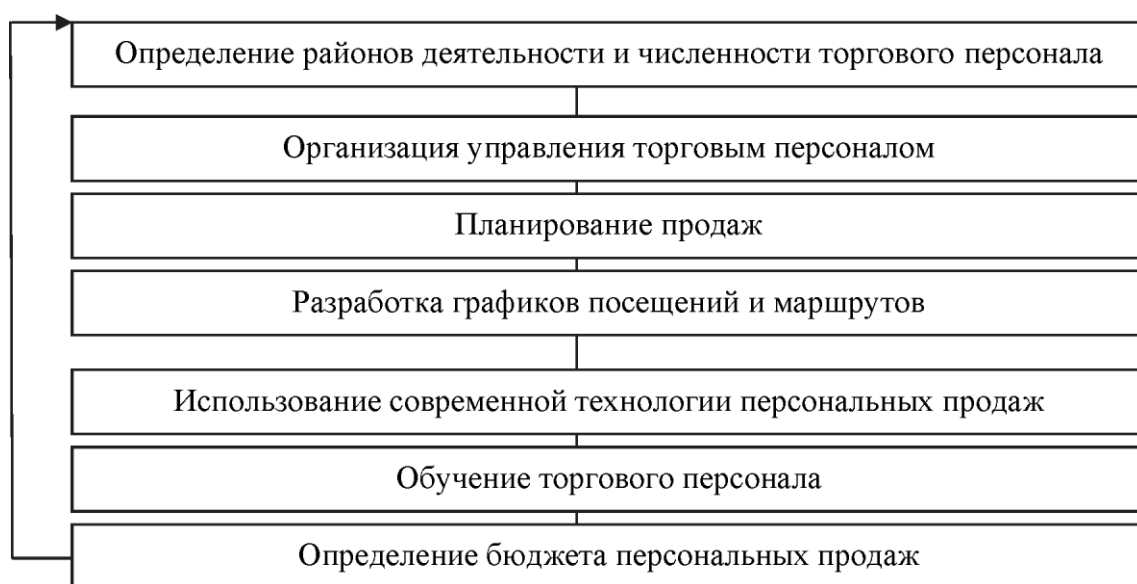 Определение районов деятельности и численности торгового персонала
Организация управления торговым персоналом
Планирование продаж
Разработка графиков посещений и маршрутов
Использование современной технологии персональных продаж
Обучение торгового персонала
Определение бюджета персональных продаж